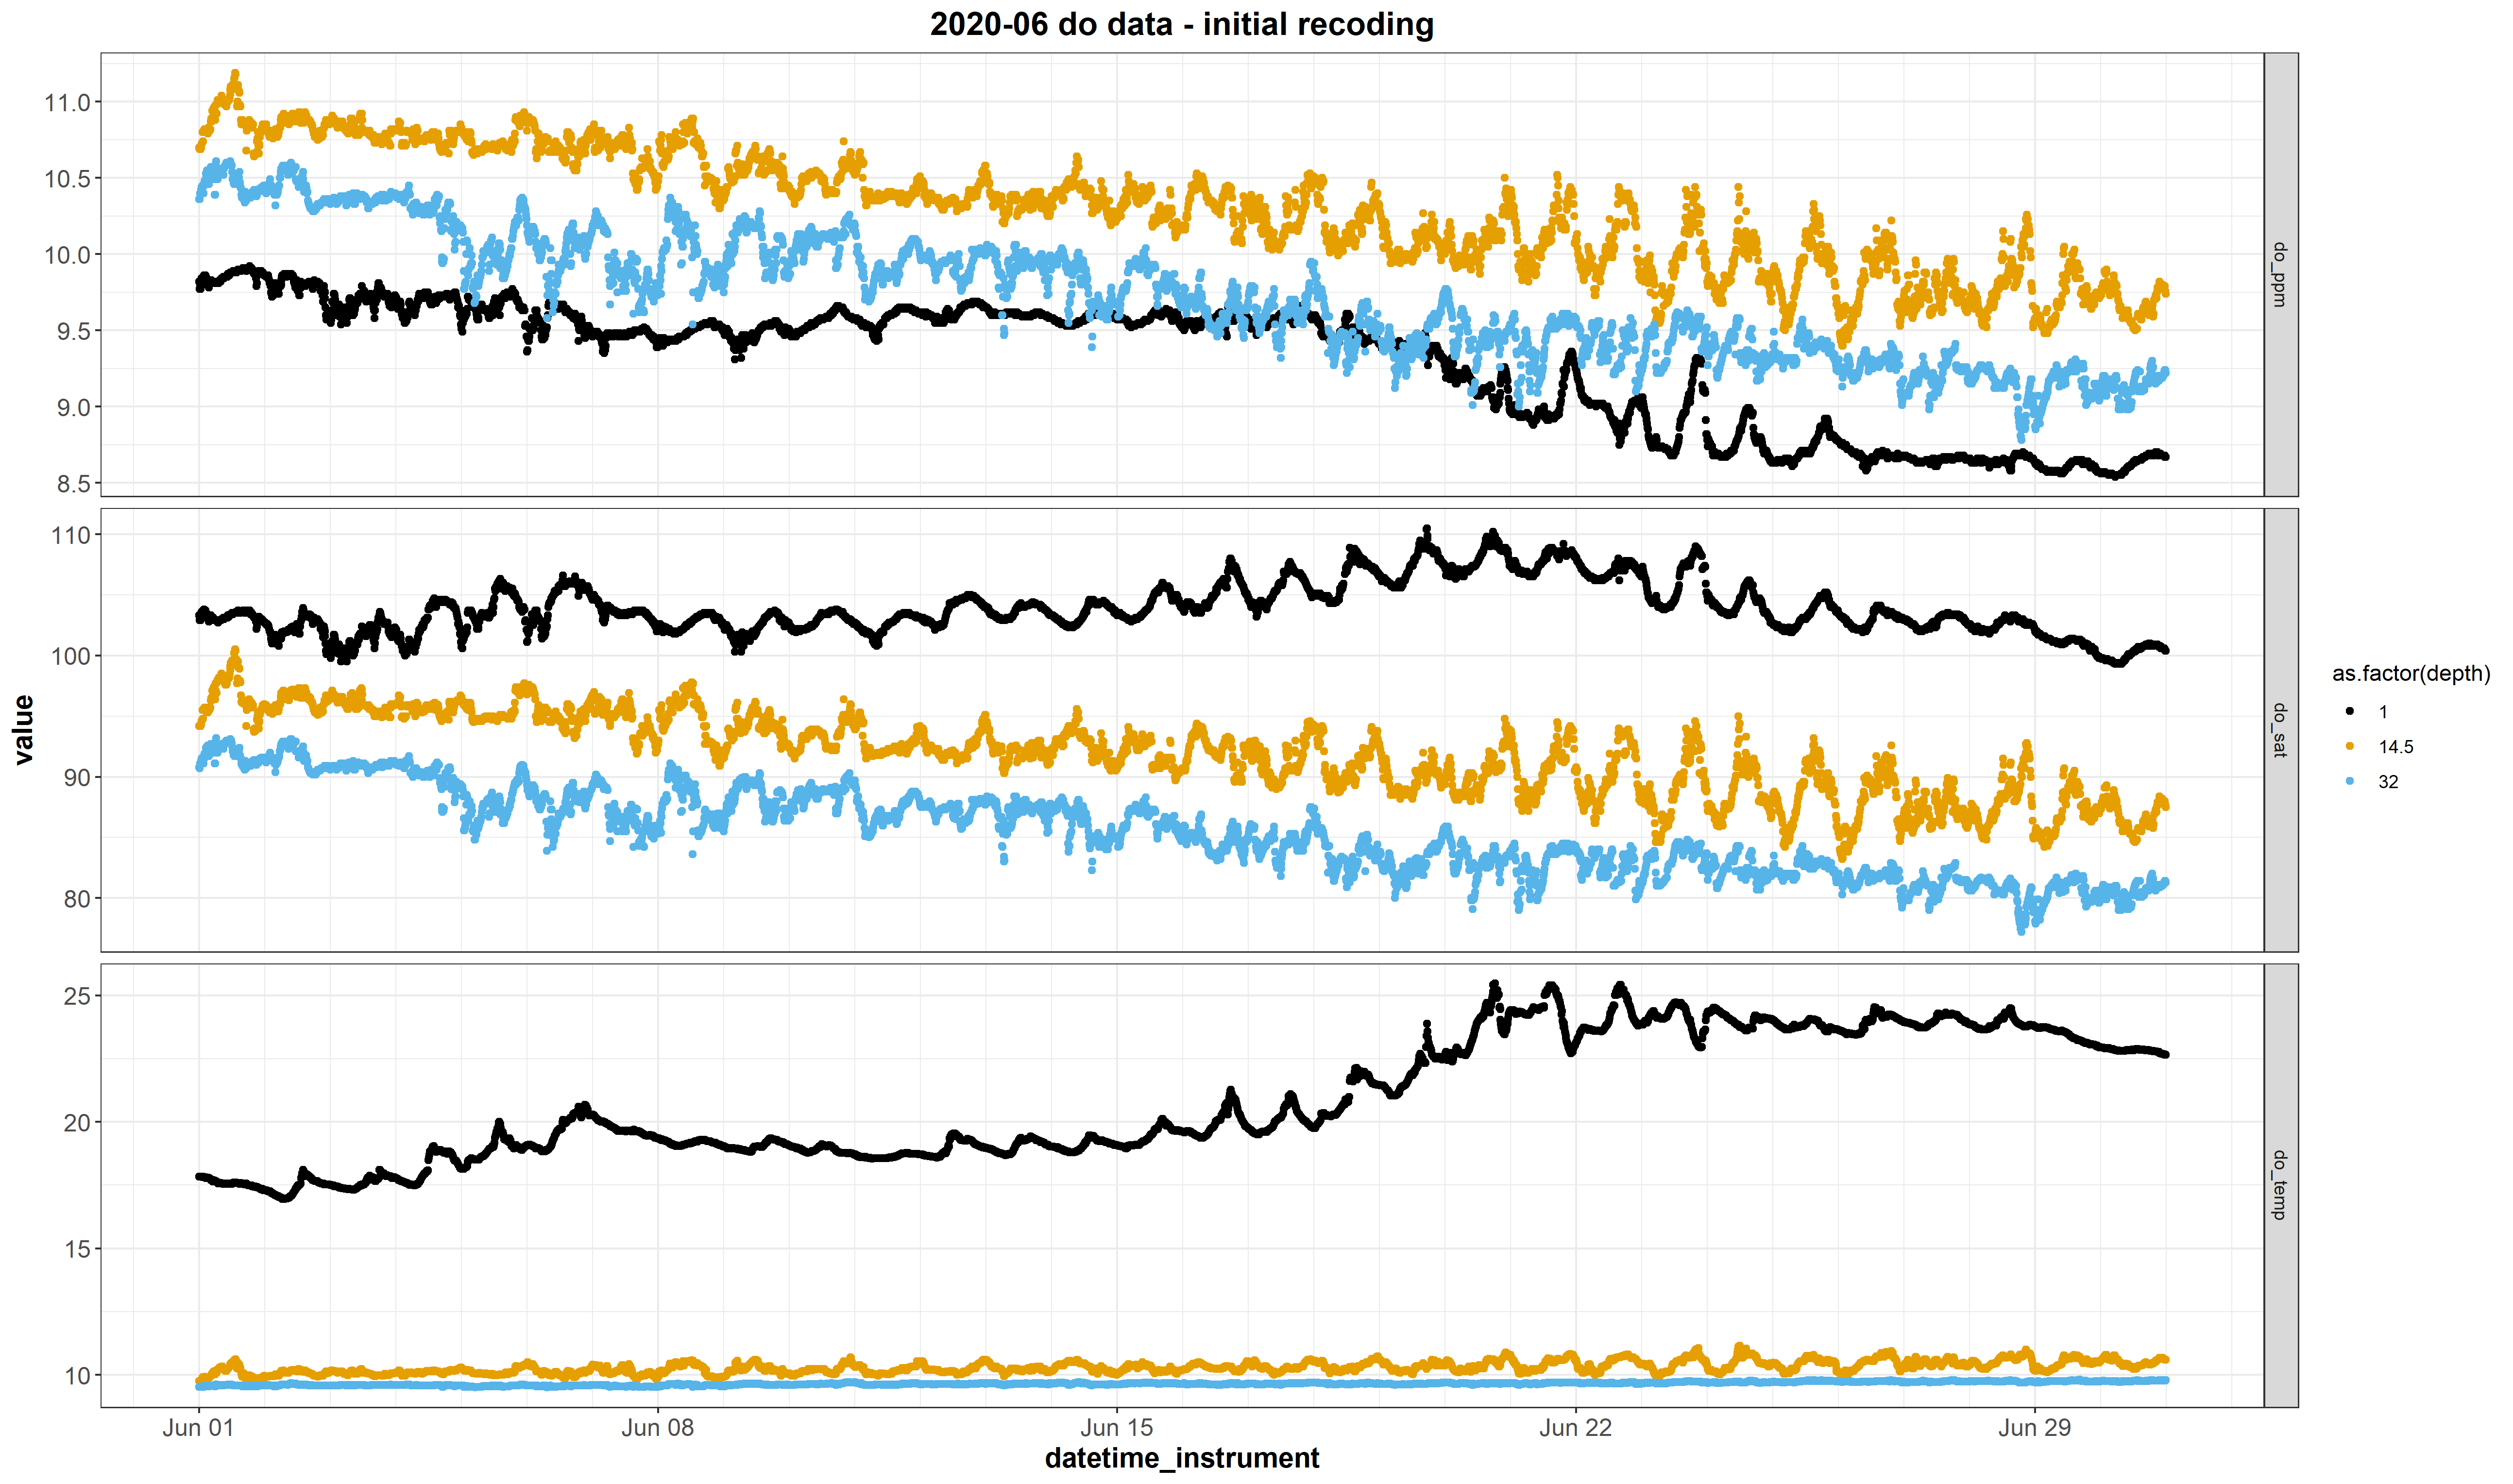 2020-06 do data - initial recoding
11.0
10.5
10.0
9.5
9.0
8.5
do_ppm
110
100
90
80
do_sat
value
25
20
15
10
do_temp
Jun 01
Jun 08
Jun 15
Jun 22
Jun 29
datetime_instrument
as.factor(depth)
1
14.5
32